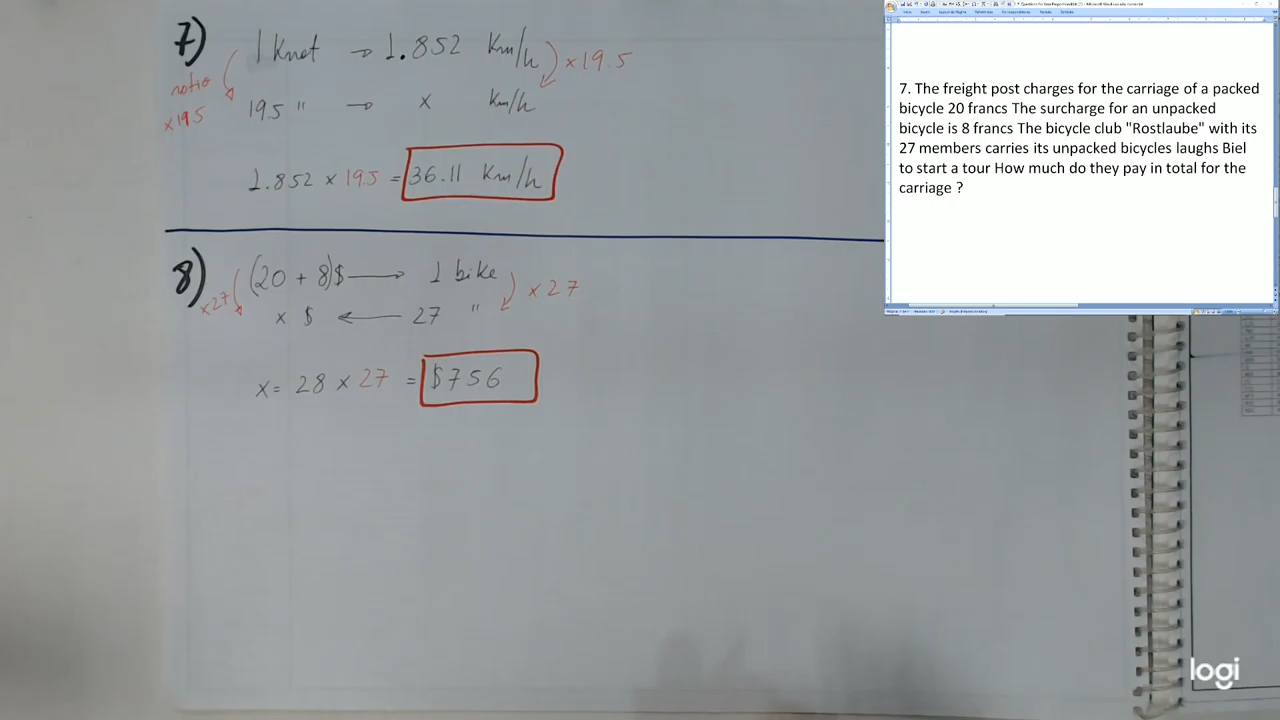 7) 1 Knot → 1.852 Km/h ×19.5
ratio
×19.5 19.5 " → x Km/h
1.852 × 19.5 = 36.11 Km/h
8) (20 + 8)$ → 1 bike
×27 ×27
x $ ← 27 "
x = 28 × 27 = $756
7. The freight post charges for the carriage of a packed
bicycle 20 francs The surcharge for an unpacked
bicycle is 8 francs The bicycle club "Rostlaube" with its
27 members carries its unpacked bicycles laughs Biel
to start a tour How much do they pay in total for the
carriage ?
logi